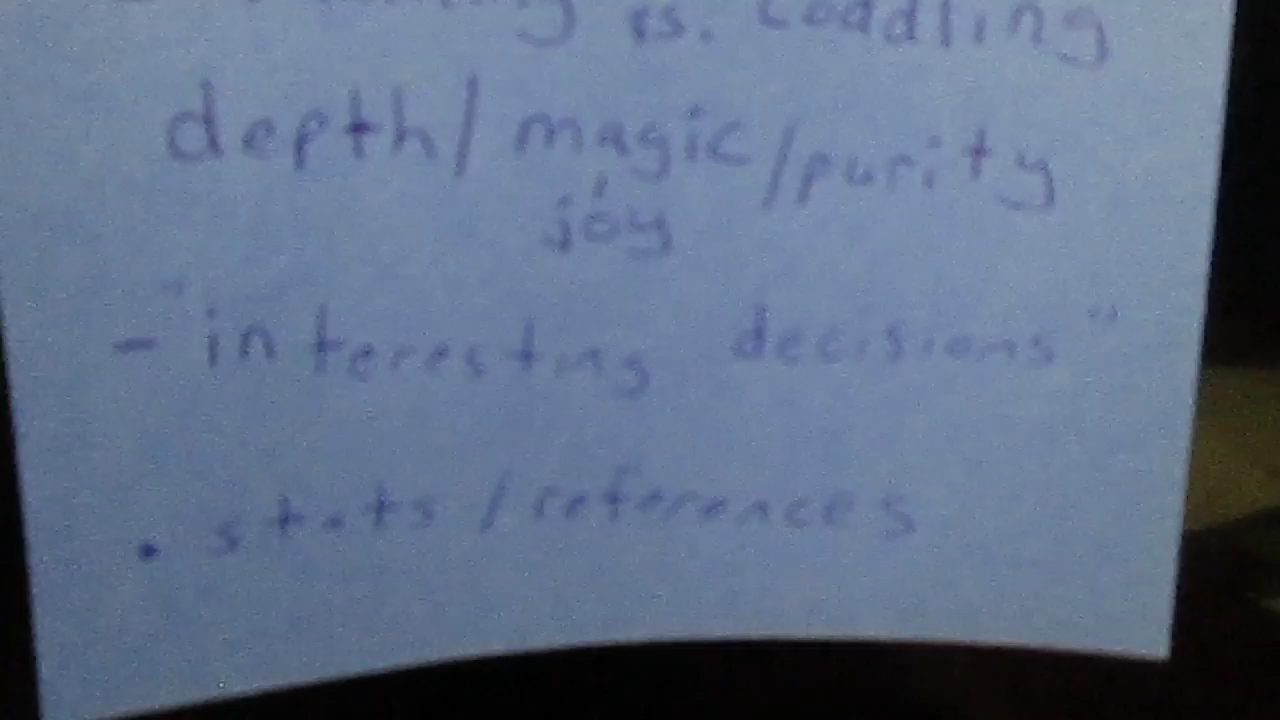 vs. coddling
depth/magic/purity
joy
- "interesting decisions"
• stats/references